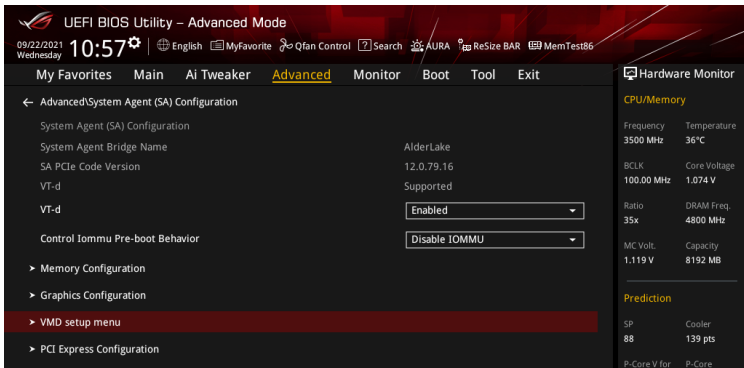 UEFI BIOS Utility – Advanced Mode
09/22/2021 Wednesday 10:57 English MyFavorite Qfan Control ? Search AURA ReSize BAR MemTest86
My Favorites Main Ai Tweaker Advanced Monitor Boot Tool Exit
Hardware Monitor
← Advanced\System Agent (SA) Configuration
System Agent (SA) Configuration
System Agent Bridge Name AlderLake
SA PCIe Code Version 12.0.79.16
VT-d Supported
VT-d Enabled
Control Iommu Pre-boot Behavior Disable IOMMU
> Memory Configuration
> Graphics Configuration
> VMD setup menu
> PCI Express Configuration
CPU/Memory
Frequency Temperature
3500 MHz 36°C
BCLK Core Voltage
100.00 MHz 1.074 V
Ratio DRAM Freq.
35x 4800 MHz
MC Volt. Capacity
1.119 V 8192 MB
Prediction
SP Cooler
88 139 pts
P-Core V for P-Core